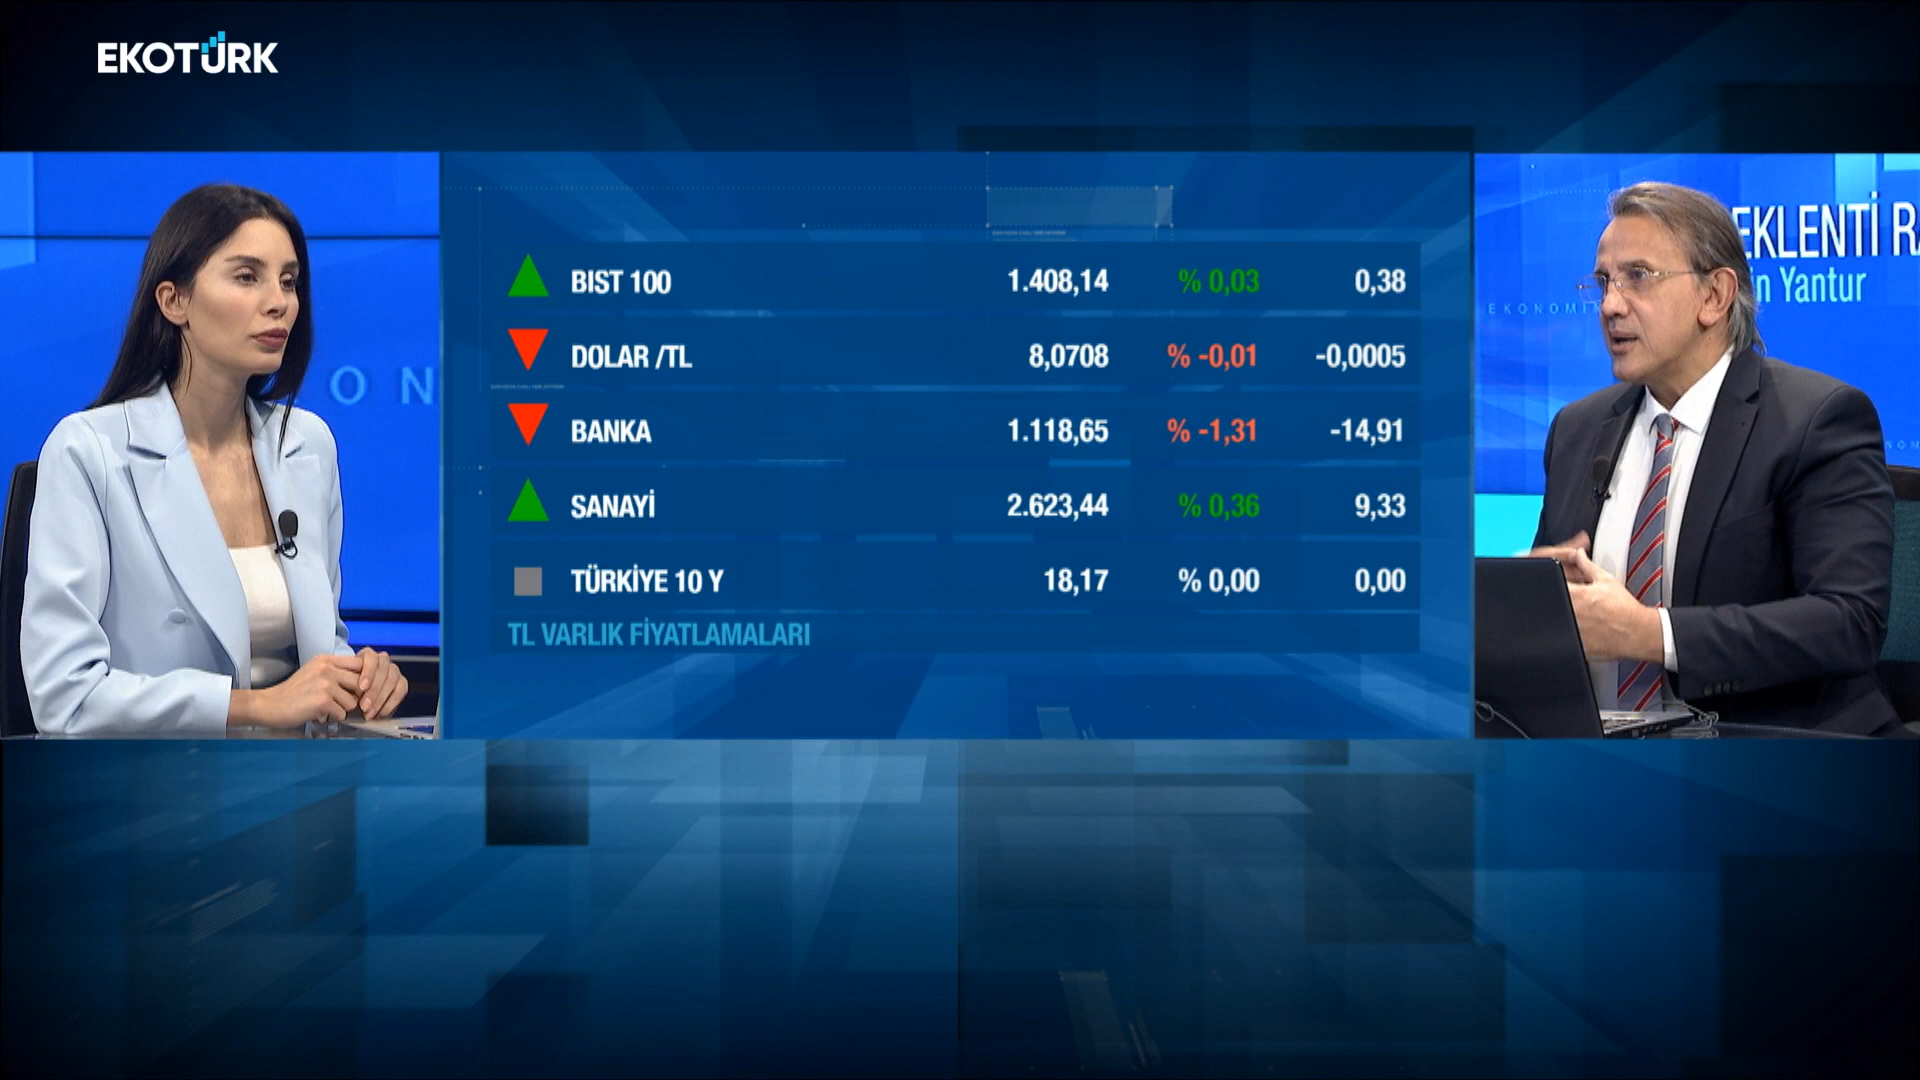 EKOTÜRK
BIST 100 1.408,14 % 0,03 0,38
DOLAR /TL 8,0708 % -0,01 -0,0005
BANKA 1.118,65 % -1,31 -14,91
SANAYİ 2.623,44 % 0,36 9,33
TÜRKİYE 10 Y 18,17 % 0,00 0,00
TL VARLIK FİYATLAMALARI
O N
EKLENTİ RA
in Yantur
EKONOMİN